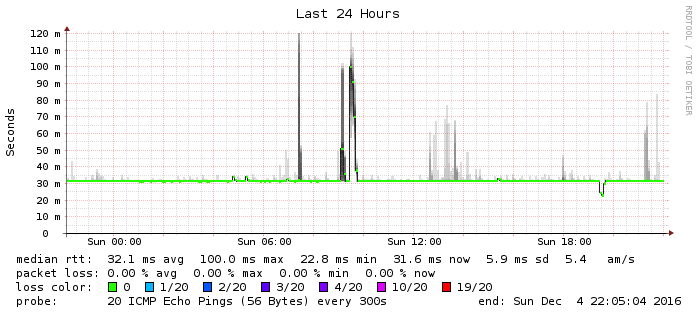 Last 24 Hours
RRDTOOL / TOBI OETIKER
Seconds
120 m
110 m
100 m
90 m
80 m
70 m
60 m
50 m
40 m
30 m
20 m
10 m
0
Sun 00:00 Sun 06:00 Sun 12:00 Sun 18:00
median rtt: 32.1 ms avg 100.0 ms max 22.8 ms min 31.6 ms now 5.9 ms sd 5.4 am/s
packet loss: 0.00 % avg 0.00 % max 0.00 % min 0.00 % now
loss color: 0 1/20 2/20 3/20 4/20 10/20 19/20
probe: 20 ICMP Echo Pings (56 Bytes) every 300s end: Sun Dec 4 22:05:04 2016